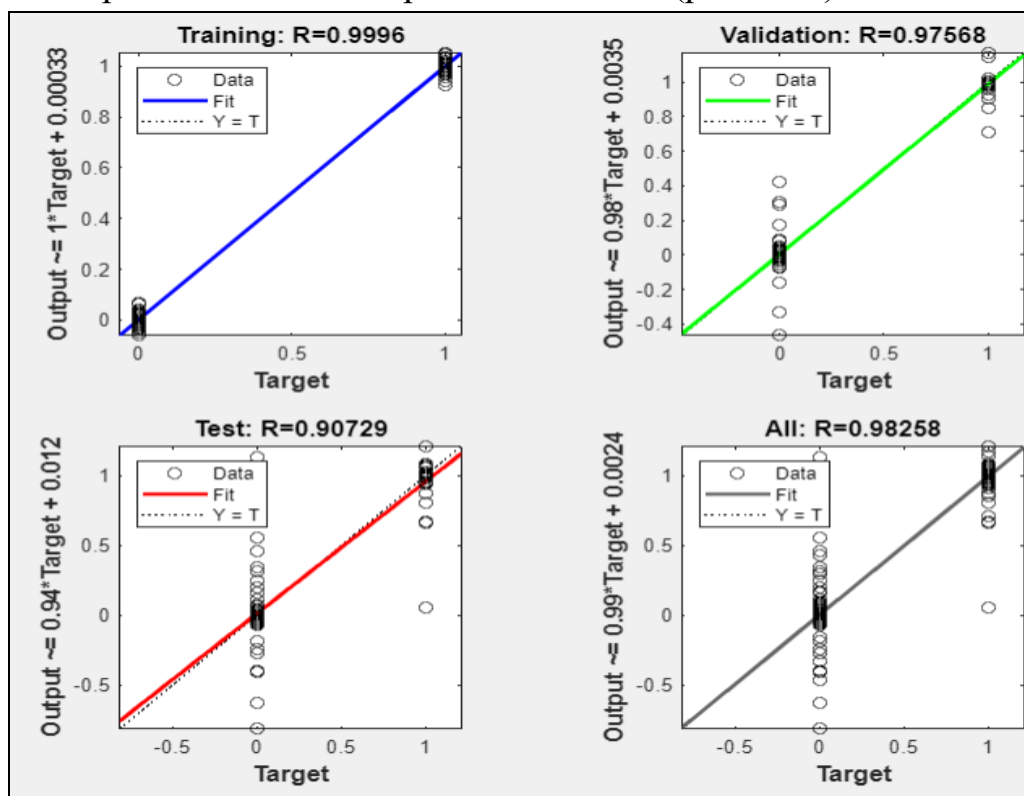 Training: R=0.9996
Output ~= 1*Target + 0.00033
Data
Fit
Y = T
1
0.8
0.6
0.4
0.2
0
0
0.5
1
Target
Validation: R=0.97568
Output ~= 0.98*Target + 0.0035
Data
Fit
Y = T
1
0.8
0.6
0.4
0.2
0
-0.2
-0.4
0
0.5
1
Target
Test: R=0.90729
Output ~= 0.94*Target + 0.012
Data
Fit
Y = T
1
0.5
0
-0.5
-0.5
0
0.5
1
Target
All: R=0.98258
Output ~= 0.99*Target + 0.0024
Data
Fit
Y = T
1
0.5
0
-0.5
-0.5
0
0.5
1
Target